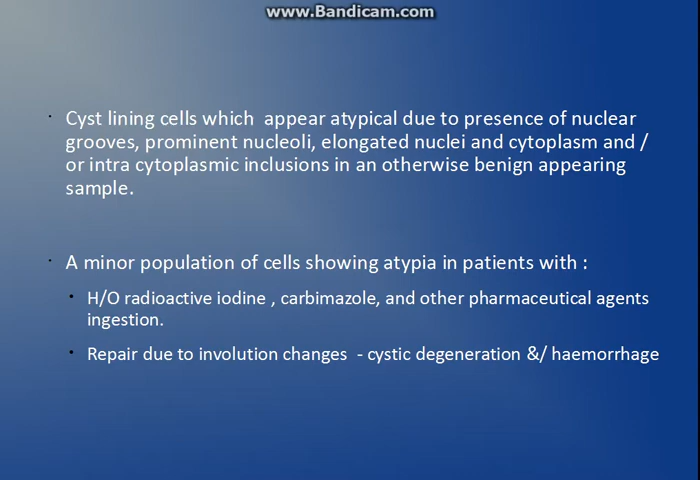 www.Bandicam.com
Cyst lining cells which appear atypical due to presence of nuclear
grooves, prominent nucleoli, elongated nuclei and cytoplasm and /
or intra cytoplasmic inclusions in an otherwise benign appearing
sample.
A minor population of cells showing atypia in patients with :
H/O radioactive iodine , carbimazole, and other pharmaceutical agents
ingestion.
Repair due to involution changes - cystic degeneration &/ haemorrhage